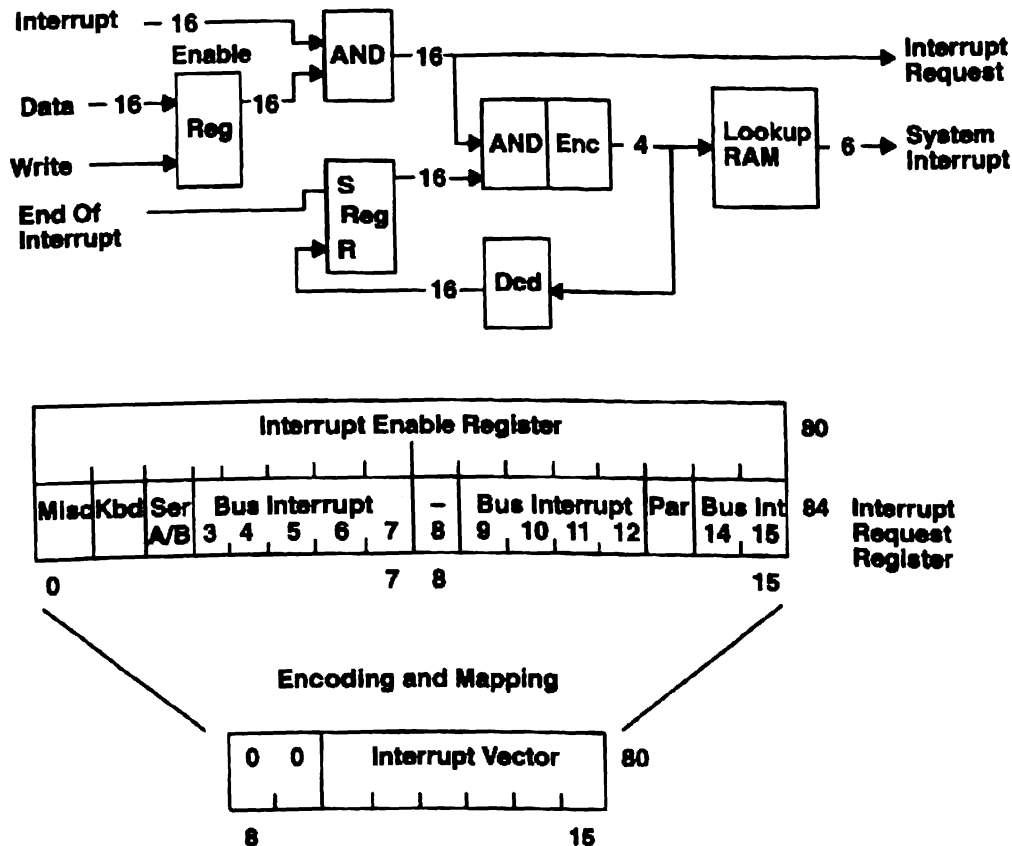 Interrupt
16
Enable
AND
16
Interrupt
Request
Data
16
Reg
16
Write
AND
Enc
4
Lookup
RAM
6
System
Interrupt
End Of
Interrupt
S
Reg
R
16
16
Dcd
Interrupt Enable Register
80
Misc
Kbd
Ser
A/B
Bus Interrupt
3 4 5 6 7
–
8
Bus Interrupt
9 10 11 12
Par
Bus Int
14 15
84
Interrupt
Request
Register
0 7 8 15
Encoding and Mapping
0 0 Interrupt Vector 80
8 15